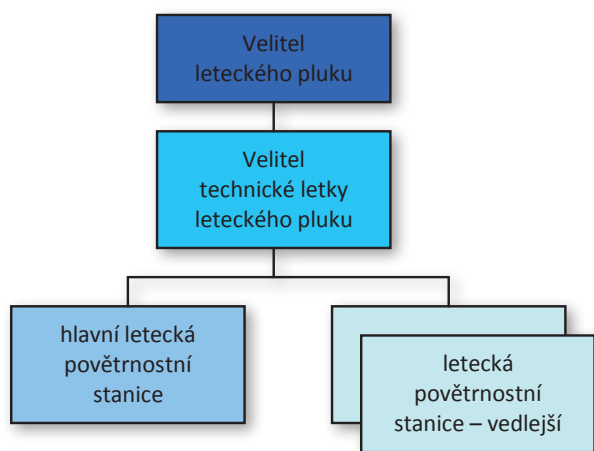 Velitel
leteckého pluku
Velitel
technické letky
leteckého pluku
hlavní letecká
povětrnostní
stanice
letecká
povětrnostní
stanice – vedlejší